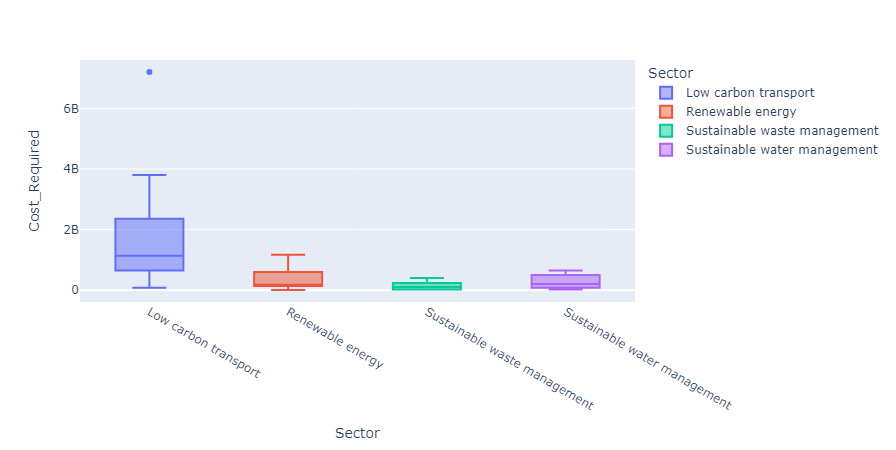 Sector
Low carbon transport
Renewable energy
Sustainable waste management
Sustainable water management
Cost_Required
6B
4B
2B
0
Low carbon transport
Renewable energy
Sustainable waste management
Sustainable water management
Sector